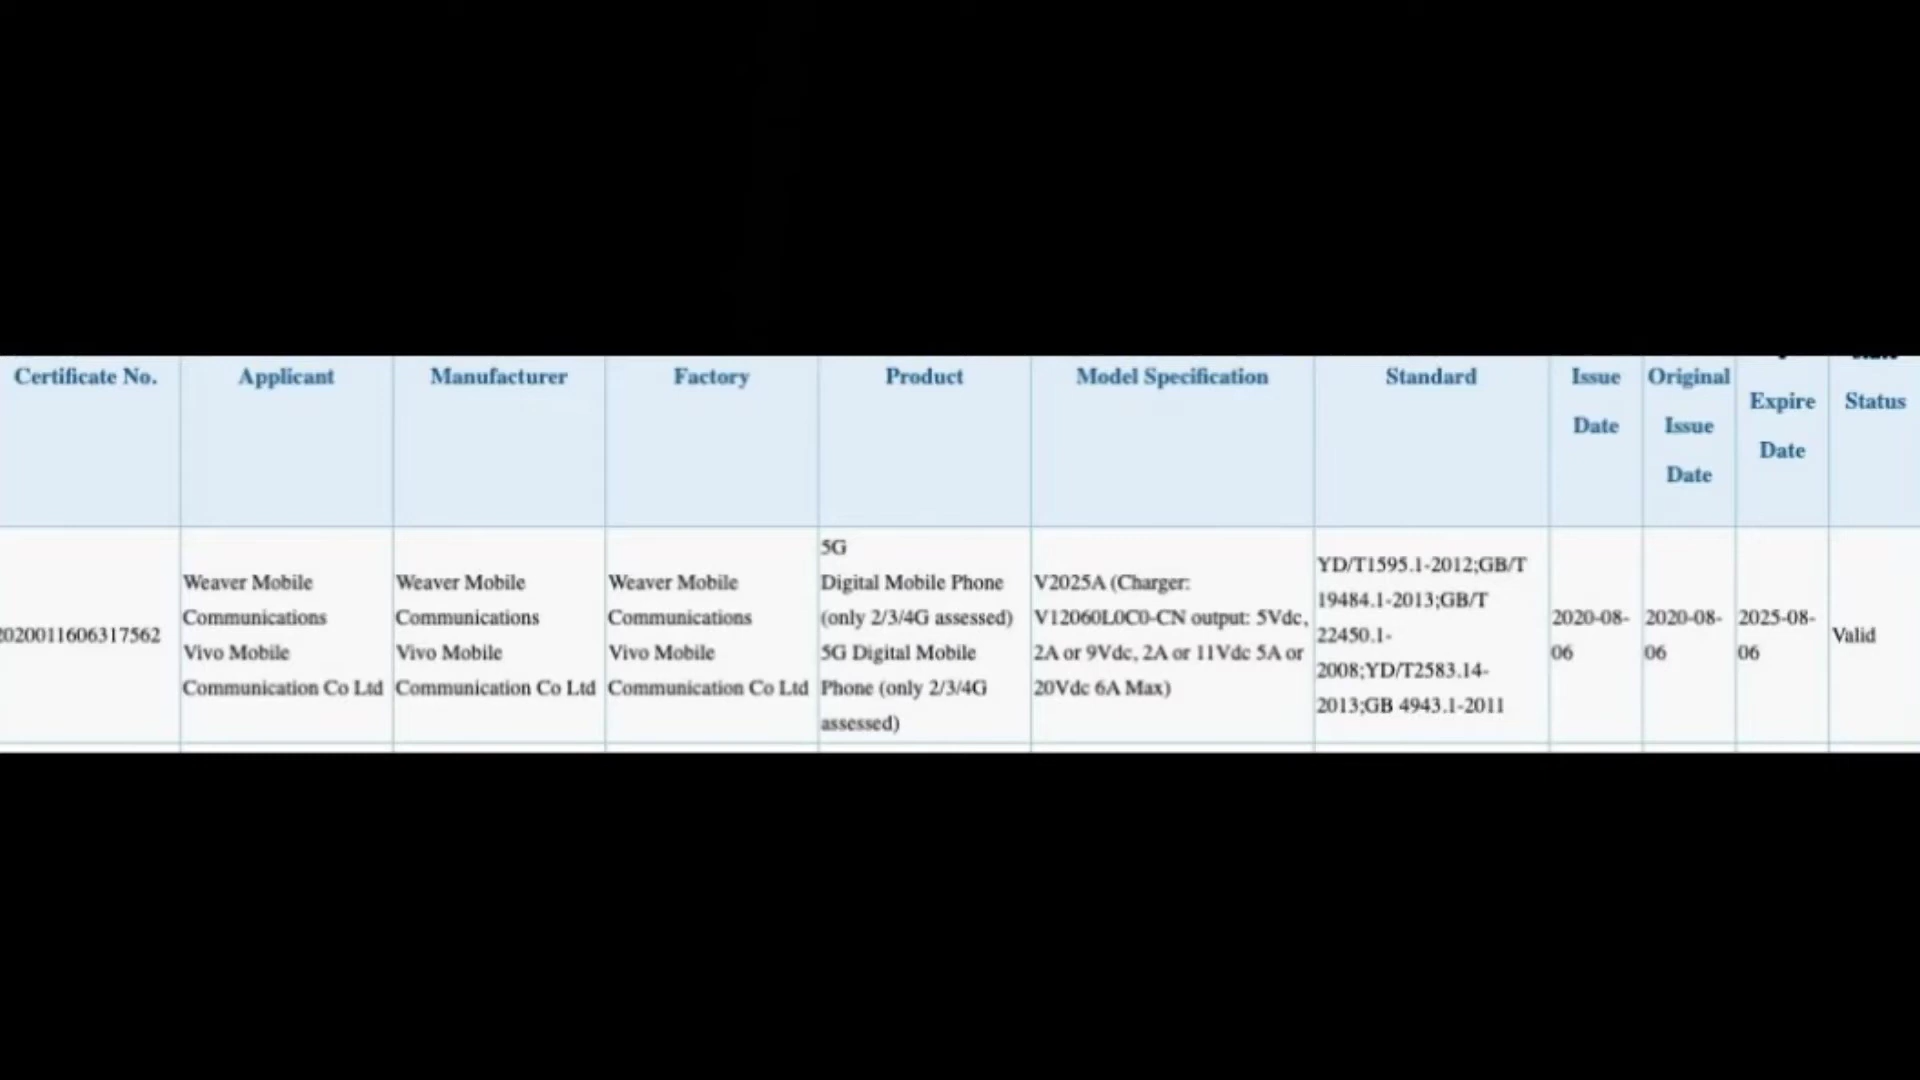 Certificate No.
Applicant
Manufacturer
Factory
Product
Model Specification
Standard
Issue
Date
Original
Issue
Date
Expire
Date
Status
2020011606317562
Weaver Mobile
Communications
Vivo Mobile
Communication Co Ltd
Weaver Mobile
Communications
Vivo Mobile
Communication Co Ltd
Weaver Mobile
Communications
Vivo Mobile
Communication Co Ltd
5G
Digital Mobile Phone
(only 2/3/4G assessed)
5G Digital Mobile
Phone (only 2/3/4G
assessed)
V2025A (Charger:
V12060L0C0-CN output: 5Vdc,
2A or 9Vdc, 2A or 11Vdc 5A or
20Vdc 6A Max)
YD/T1595.1-2012;GB/T
19484.1-2013;GB/T
22450.1-
2008;YD/T2583.14-
2013;GB 4943.1-2011
2020-08-
06
2020-08-
06
2025-08-
06
Valid